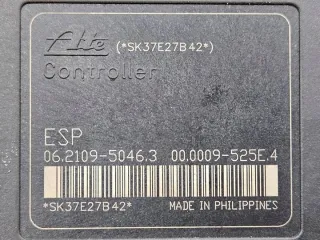 Ate (*SK37E27B42*)
Controller
ESP
06.2109-5046.3 00.0009-525E.4
*SK37E27B42* MADE IN PHILIPPINES